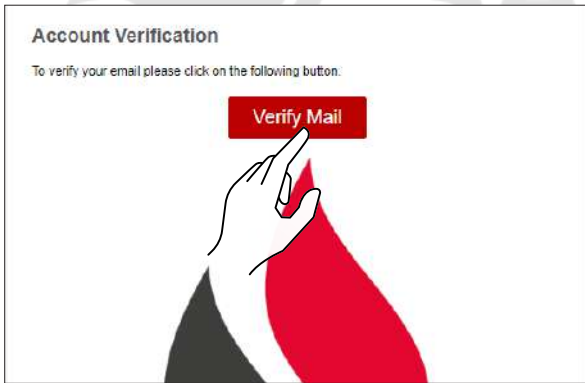 Account Verification
To verify your email please click on the following button.
Verify Mail